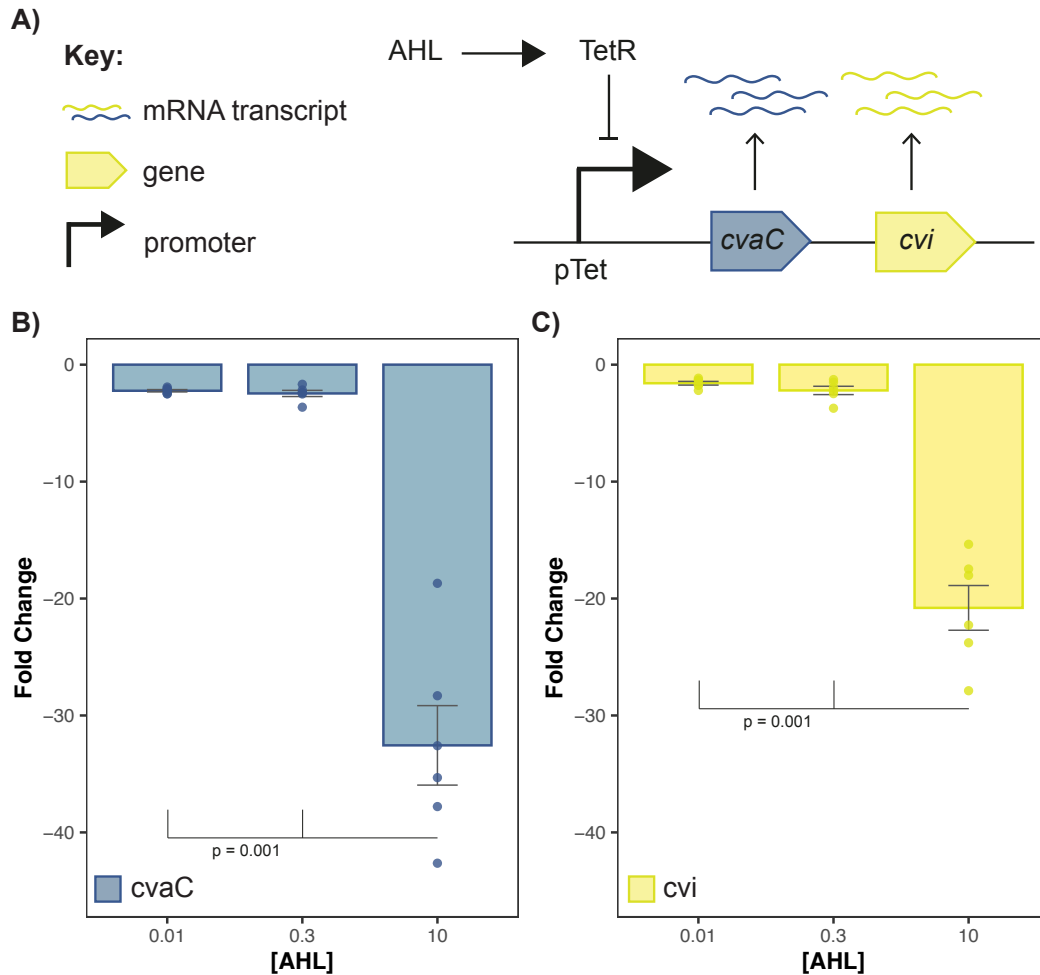 A)
Key:
mRNA transcript
gene
promoter
AHL
TetR
pTet
cvaC
cvi
B)
Fold Change
0
−10
−20
−30
−40
p = 0.001
cvaC
0.01
0.3
10
[AHL]
C)
Fold Change
0
−10
−20
−30
−40
p = 0.001
cvi
0.01
0.3
10
[AHL]